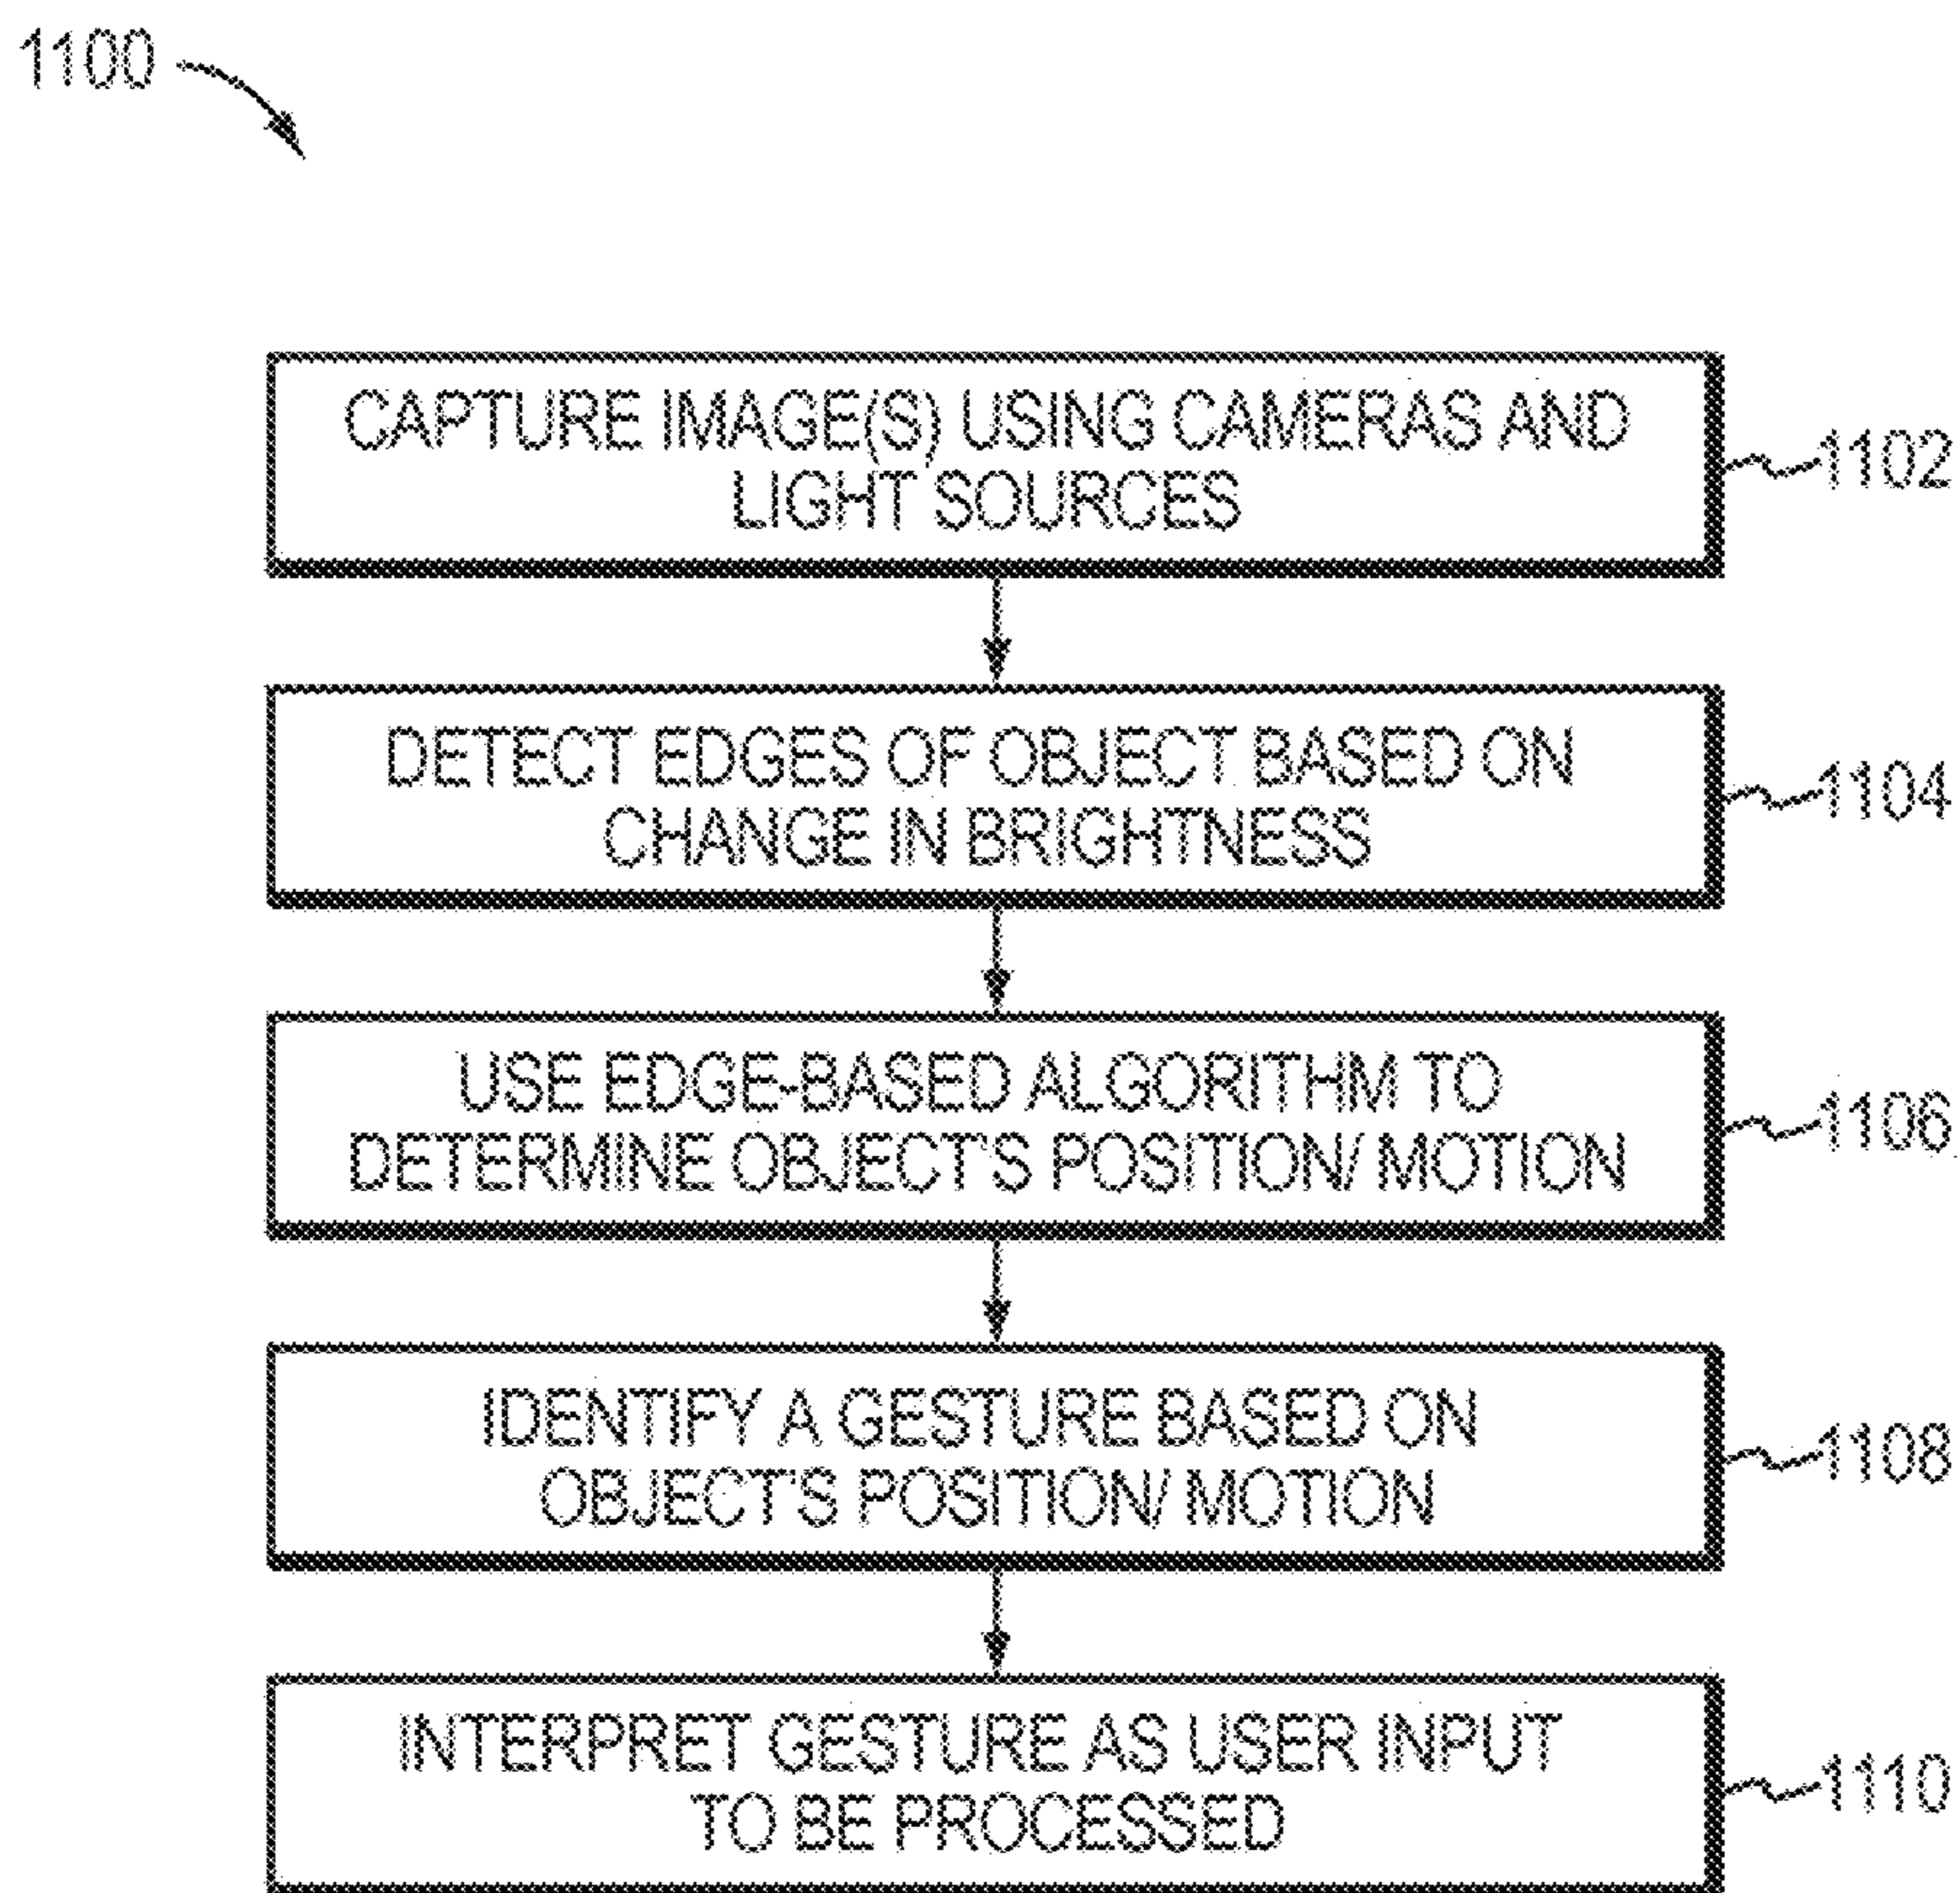 1100
CAPTURE IMAGE(S) USING CAMERAS AND
LIGHT SOURCES
1102
DETECT EDGES OF OBJECT BASED ON
CHANGE IN BRIGHTNESS
1104
USE EDGE-BASED ALGORITHM TO
DETERMINE OBJECT'S POSITION/ MOTION
1106
IDENTIFY A GESTURE BASED ON
OBJECT'S POSITION/ MOTION
1108
INTERPRET GESTURE AS USER INPUT
TO BE PROCESSED
1110